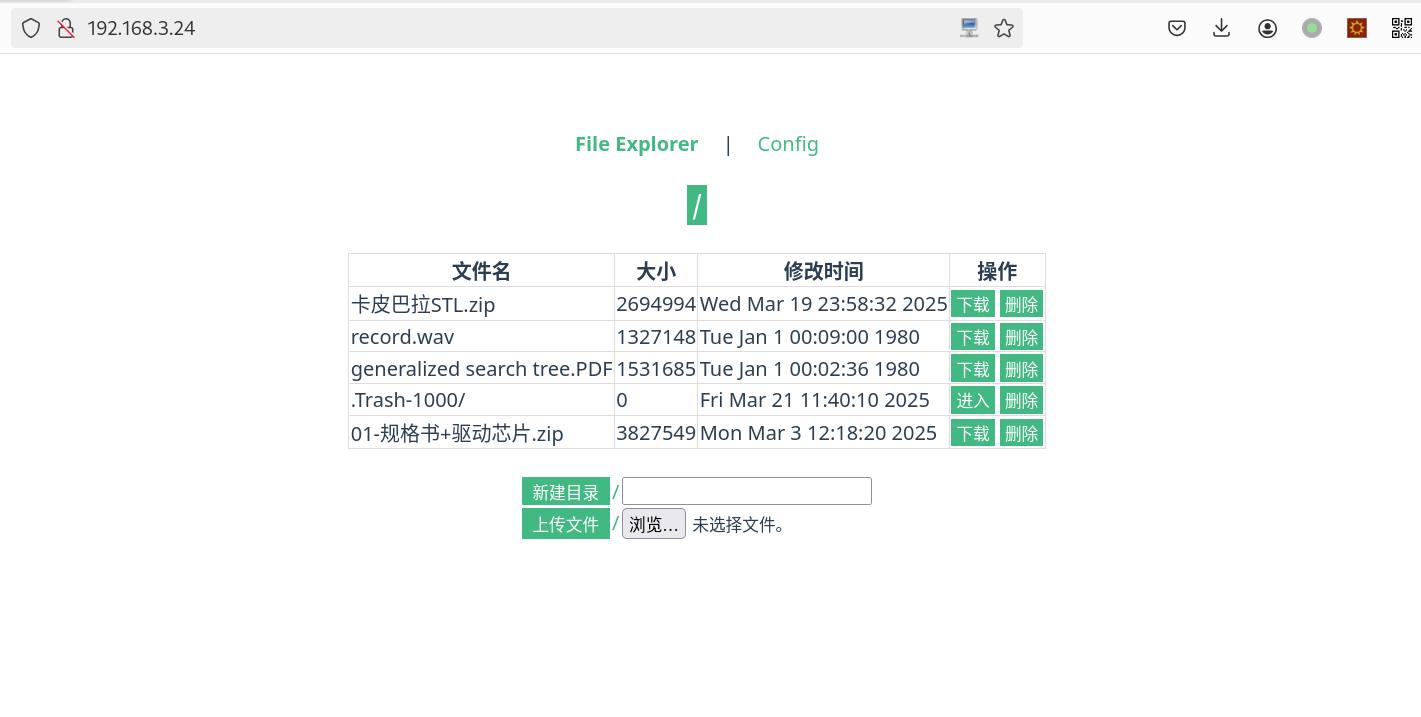 192.168.3.24
File Explorer | Config
/
文件名 大小 修改时间 操作
卡皮巴拉STL.zip 2694994 Wed Mar 19 23:58:32 2025 下载 删除
record.wav 1327148 Tue Jan 1 00:09:00 1980 下载 删除
generalized search tree.PDF 1531685 Tue Jan 1 00:02:36 1980 下载 删除
.Trash-1000/ 0 Fri Mar 21 11:40:10 2025 进入 删除
01-规格书+驱动芯片.zip 3827549 Mon Mar 3 12:18:20 2025 下载 删除
新建目录 /
上传文件 / 浏览… 未选择文件。